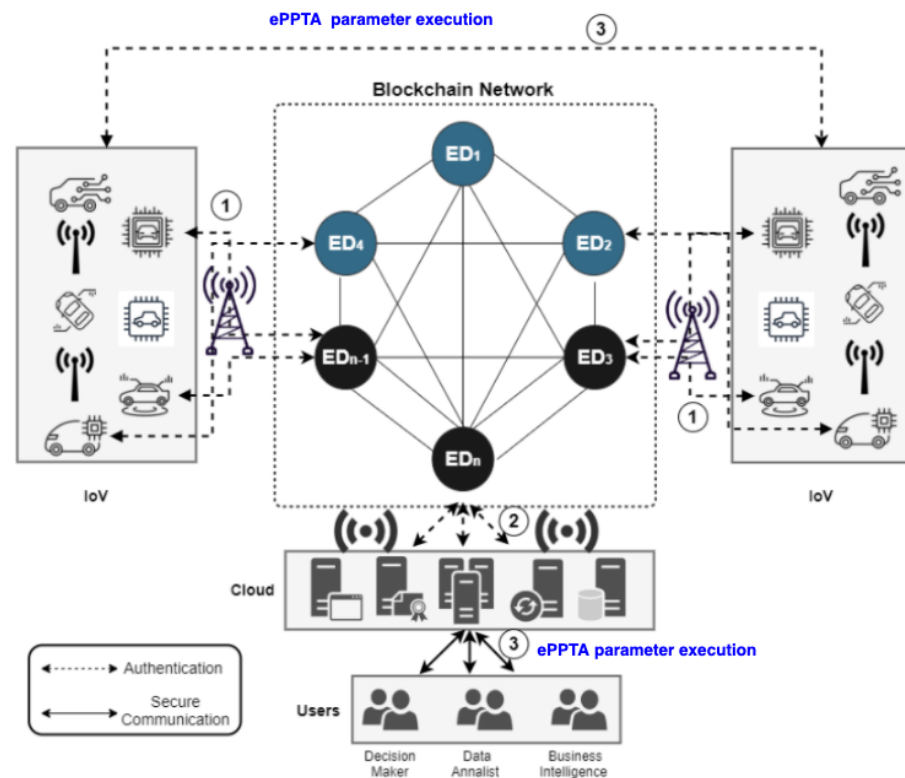 ePPTA parameter execution
3
Blockchain Network
ED1
1
ED4
ED2
EDn-1
ED3
1
EDn
IoV
IoV
2
Cloud
3
ePPTA parameter execution
Authentication
Secure
Communication
Users
Decision
Maker
Data
Annalist
Business
Intelligence